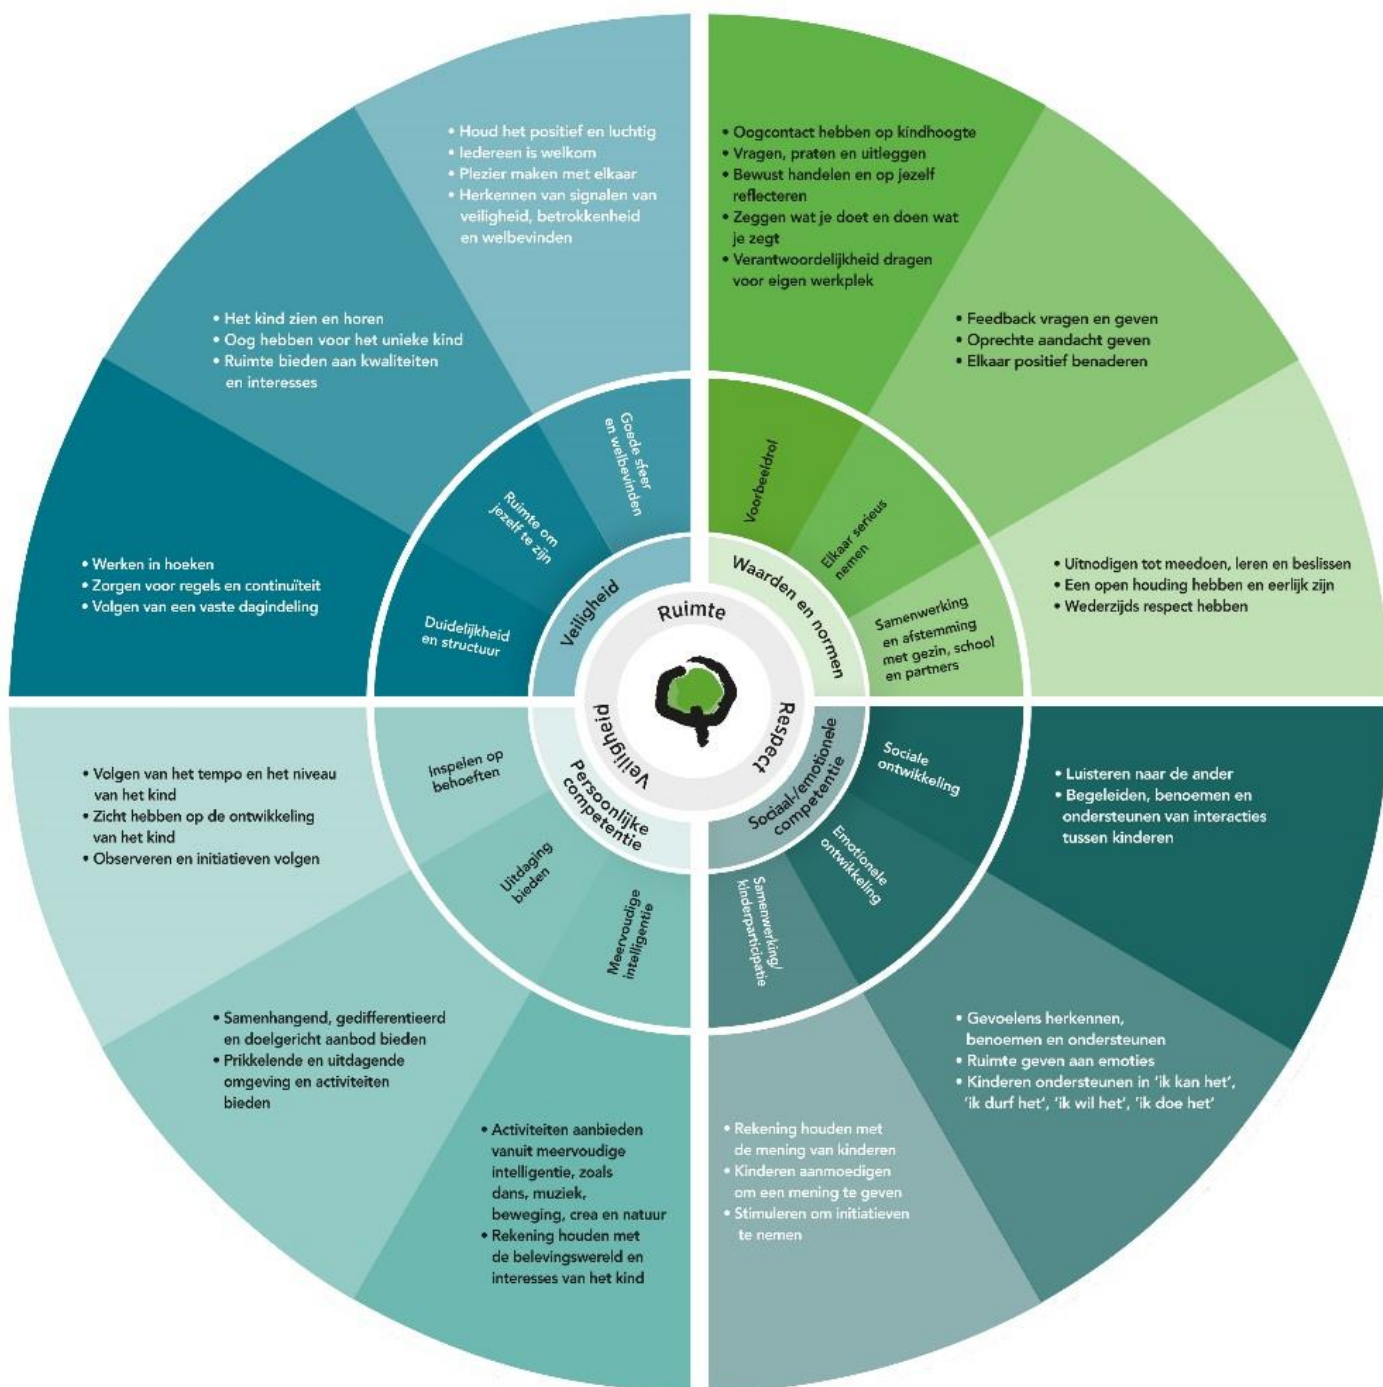 • Houd het positief en luchtig
• Iedereen is welkom
• Plezier maken met elkaar
• Herkennen van signalen van
veiligheid, betrokkenheid
en welbevinden
• Het kind zien en horen
• Oog hebben voor het unieke kind
• Ruimte bieden aan kwaliteiten
en interesses
• Werken in hoeken
• Zorgen voor regels en continuïteit
• Volgen van een vaste dagindeling
Goede sfeer
en welbevinden
Ruimte om
jezelf te zijn
Duidelijkheid
en structuur
Veiligheid
• Oogcontact hebben op kindhoogte
• Vragen, praten en uitleggen
• Bewust handelen en op jezelf
reflecteren
• Zeggen wat je doet en doen wat
je zegt
• Verantwoordelijkheid dragen
voor eigen werkplek
• Feedback vragen en geven
• Oprechte aandacht geven
• Elkaar positief benaderen
• Uitnodigen tot meedoen, leren en beslissen
• Een open houding hebben en eerlijk zijn
• Wederzijds respect hebben
Voorbeeldrol
Elkaar serieus
nemen
Samenwerking
en afstemming
met gezin, school
en partners
Waarden en normen
Ruimte
Respect
Veiligheid
Persoonlijke
competentie
Inspelen op
behoeften
Uitdaging
bieden
Meervoudige
intelligentie
• Volgen van het tempo en het niveau
van het kind
• Zicht hebben op de ontwikkeling
van het kind
• Observeren en initiatieven volgen
• Samenhangend, gedifferentieerd
en doelgericht aanbod bieden
• Prikkelende en uitdagende
omgeving en activiteiten
bieden
• Activiteiten aanbieden
vanuit meervoudige
intelligentie, zoals
dans, muziek,
beweging, crea en natuur
• Rekening houden met
de belevingswereld en
interesses van het kind
Sociaal-/emotionele
competentie
Sociale
ontwikkeling
Emotionele
ontwikkeling
Samenwerking/
kinderparticipatie
• Luisteren naar de ander
• Begeleiden, benoemen en
ondersteunen van interacties
tussen kinderen
• Gevoelens herkennen,
benoemen en ondersteunen
• Ruimte geven aan emoties
• Kinderen ondersteunen in 'ik kan het',
'ik durf het', 'ik wil het', 'ik doe het'
• Rekening houden met
de mening van kinderen
• Kinderen aanmoedigen
om een mening te geven
• Stimuleren om initiatieven
te nemen